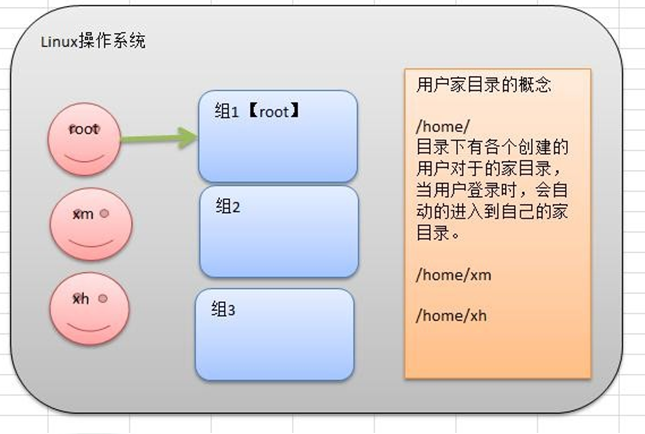 Linux操作系统
root
xm
xh
组1【root】
组2
组3
用户家目录的概念
/home/
目录下有各个创建的
用户对于的家目录，
当用户登录时，会自
动的进入到自己的家
目录。
/home/xm
/home/xh